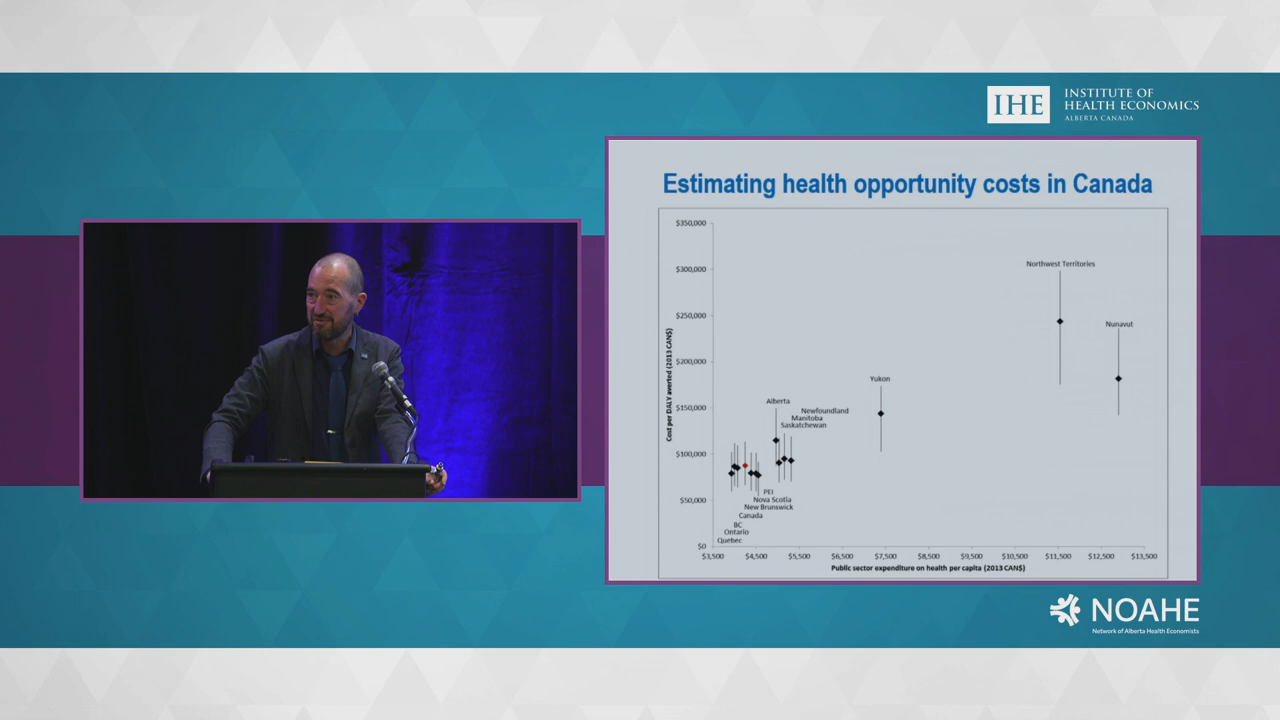 IHE
INSTITUTE OF
HEALTH ECONOMICS
ALBERTA CANADA
Estimating health opportunity costs in Canada
$350,000
$300,000
$250,000
$200,000
$150,000
$100,000
$50,000
$0
Cost per DALY averted (2013 CAN$)
Northwest Territories
Nunavut
Yukon
Alberta
Newfoundland
Manitoba
Saskatchewan
PEI
Nova Scotia
New Brunswick
Canada
BC
Ontario
Quebec
$3,500 $4,500 $5,500 $6,500 $7,500 $8,500 $9,500 $10,500 $11,500 $12,500 $13,500
Public sector expenditure on health per capita (2013 CAN$)
NOAHE
Network of Alberta Health Economists